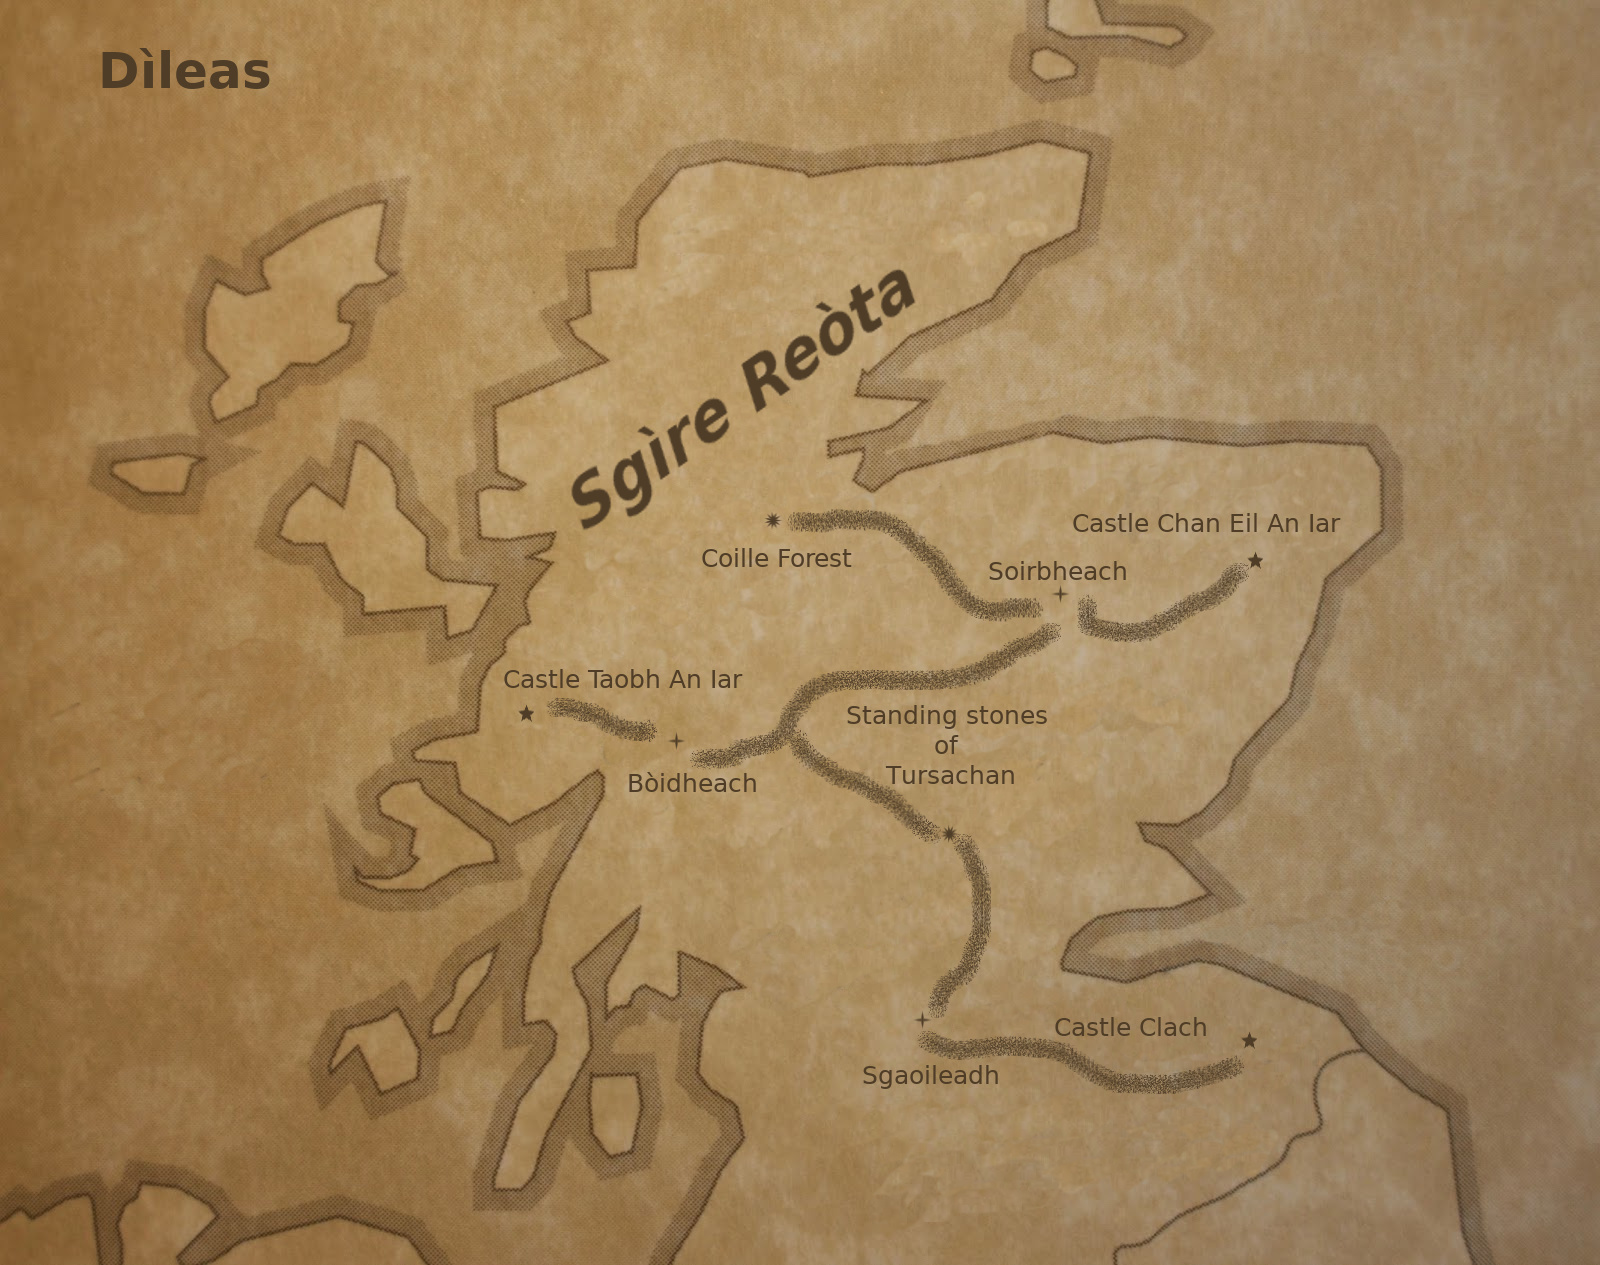 Dìleas
Sgìre Reòta
Castle Chan Eil An Iar
Coille Forest
Soirbheach
Castle Taobh An Iar
Standing stones
of
Tursachan
Bòidheach
Castle Clach
Sgaoileadh